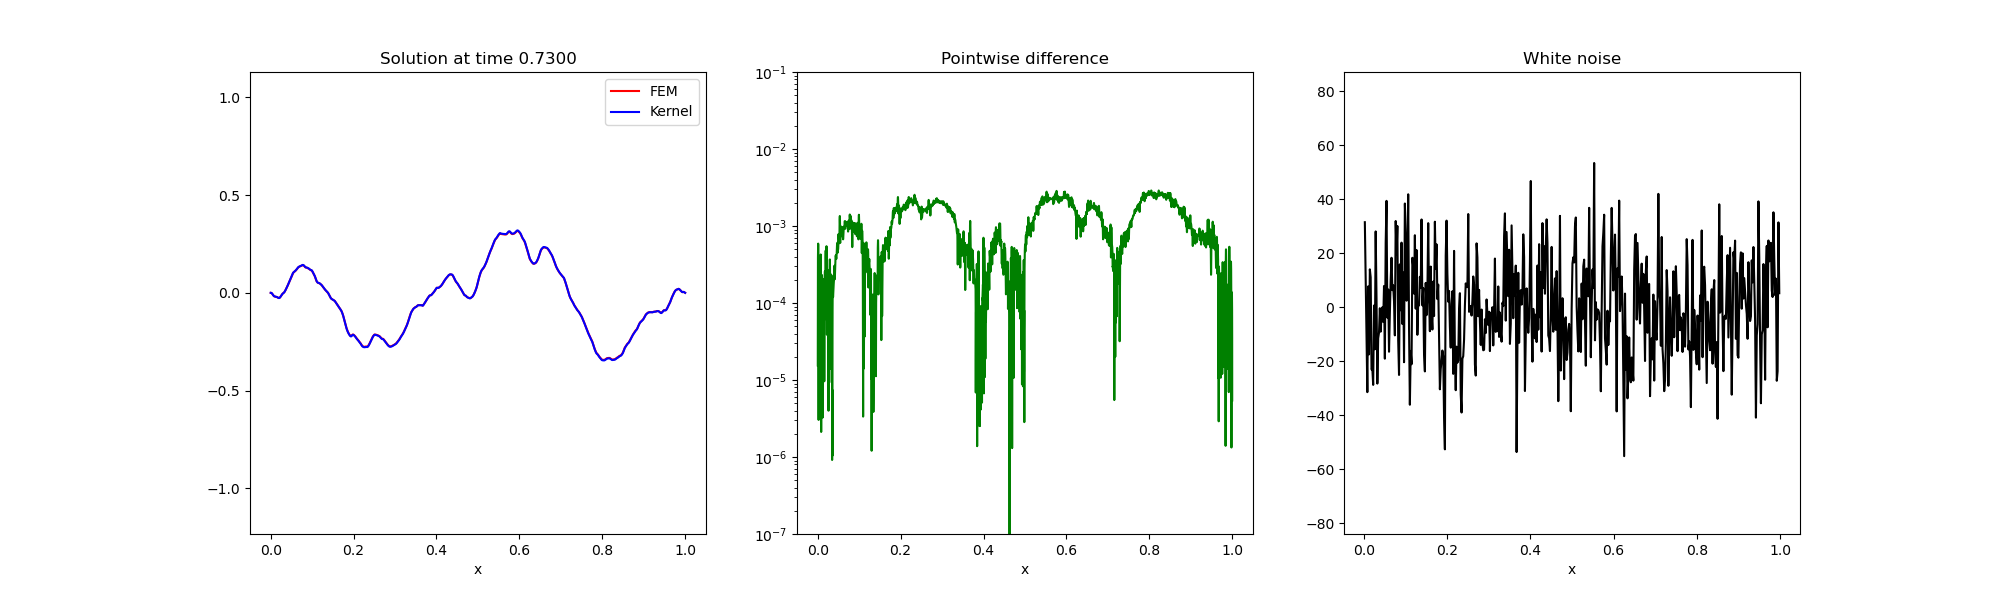 Solution at time 0.7300
FEM
Kernel
1.0
0.5
0.0
−0.5
−1.0
0.0 0.2 0.4 0.6 0.8 1.0
x
Pointwise difference
10⁻¹
10⁻²
10⁻³
10⁻⁴
10⁻⁵
10⁻⁶
10⁻⁷
0.0 0.2 0.4 0.6 0.8 1.0
x
White noise
80
60
40
20
0
−20
−40
−60
−80
0.0 0.2 0.4 0.6 0.8 1.0
x